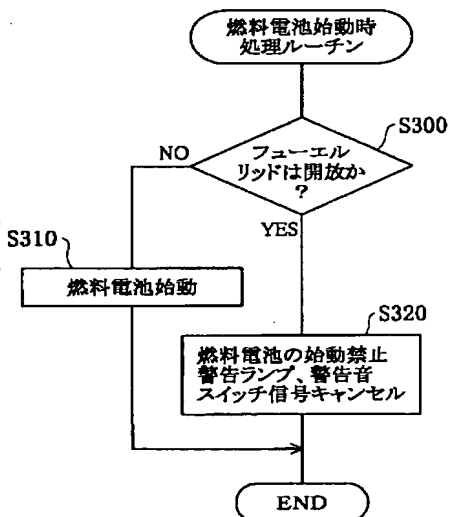 燃料電池始動時
処理ルーチン
S300
フューエル
リッドは開放か
?
NO
YES
S310
燃料電池始動
S320
燃料電池の始動禁止
警告ランプ、警告音
スイッチ信号キャンセル
END